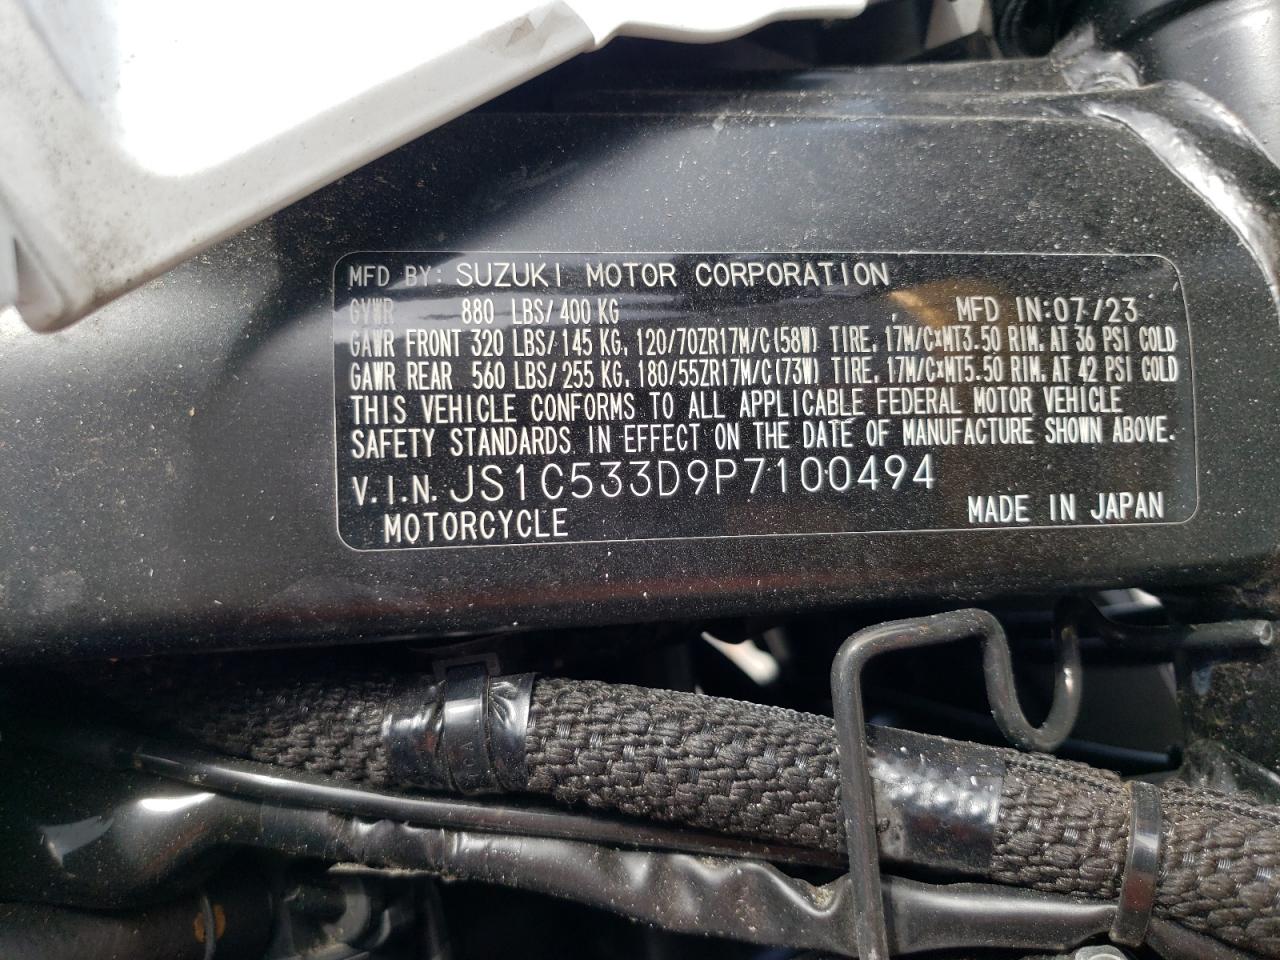 MFD BY: SUZUKI MOTOR CORPORATION
GVWR 880 LBS/400 KG MFD IN:07/23
GAWR FRONT 320 LBS/145 KG, 120/70ZR17M/C(58W) TIRE, 17M/C×MT3.50 RIM, AT 36 PSI COLD
GAWR REAR 560 LBS/255 KG, 180/55ZR17M/C(73W) TIRE, 17M/C×MT5.50 RIM, AT 42 PSI COLD
THIS VEHICLE CONFORMS TO ALL APPLICABLE FEDERAL MOTOR VEHICLE
SAFETY STANDARDS IN EFFECT ON THE DATE OF MANUFACTURE SHOWN ABOVE.
V.I.N. JS1C533D9P7100494
MOTORCYCLE MADE IN JAPAN